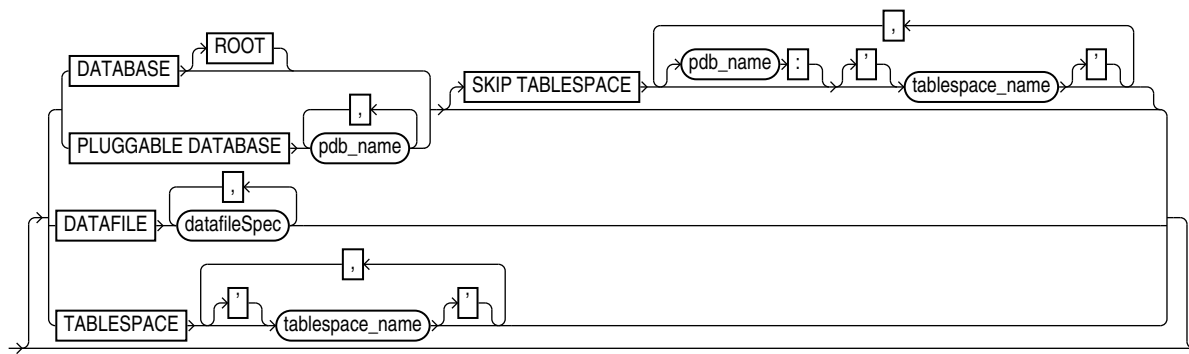 ,
ROOT
DATABASE
pdb_name : ' '
SKIP TABLESPACE tablespace_name
,
PLUGGABLE DATABASE pdb_name
,
DATAFILE datafileSpec
,
' '
TABLESPACE tablespace_name